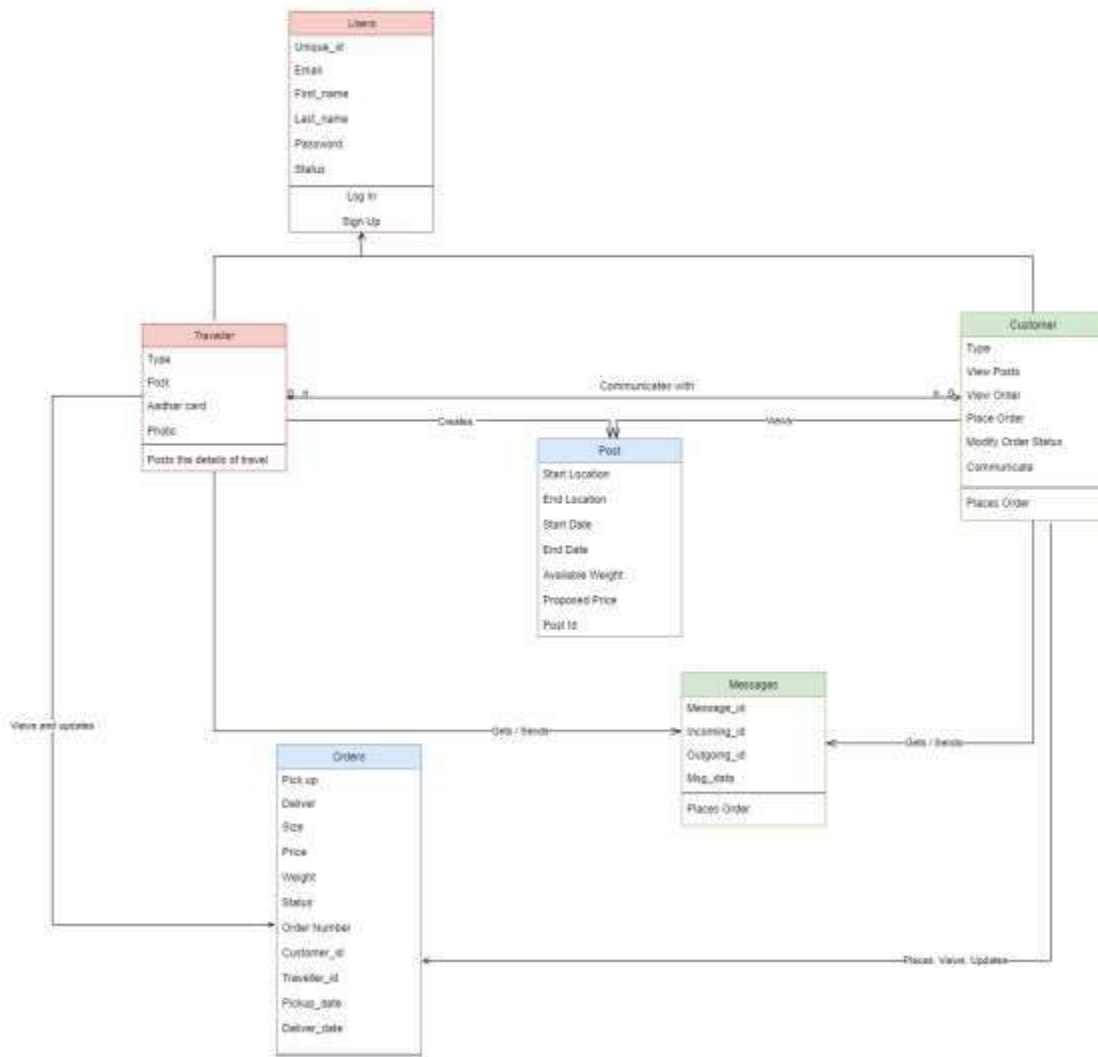 Users
Unique_id
Email
First_name
Last_name
Password
Status
Log In
Sign Up
Traveller
Type
Post
Aadhar card
Photo
Posts the details of travel
Customer
Type
View Posts
View Order
Place Order
Modify Order Status
Communicate
Places Order
Communicates with
0 n
n 0
Creates
Views
Post
Start Location
End Location
Start Date
End Date
Available Weight
Proposed Price
Post Id
Messages
Message_id
Incoming_id
Outgoing_id
Msg_data
Places Order
Gets / Sends
Gets / Sends
Views and updates
Orders
Pick up
Deliver
Size
Price
Weight
Status
Order Number
Customer_id
Traveller_id
Pickup_date
Deliver_date
Places, Views, Updates